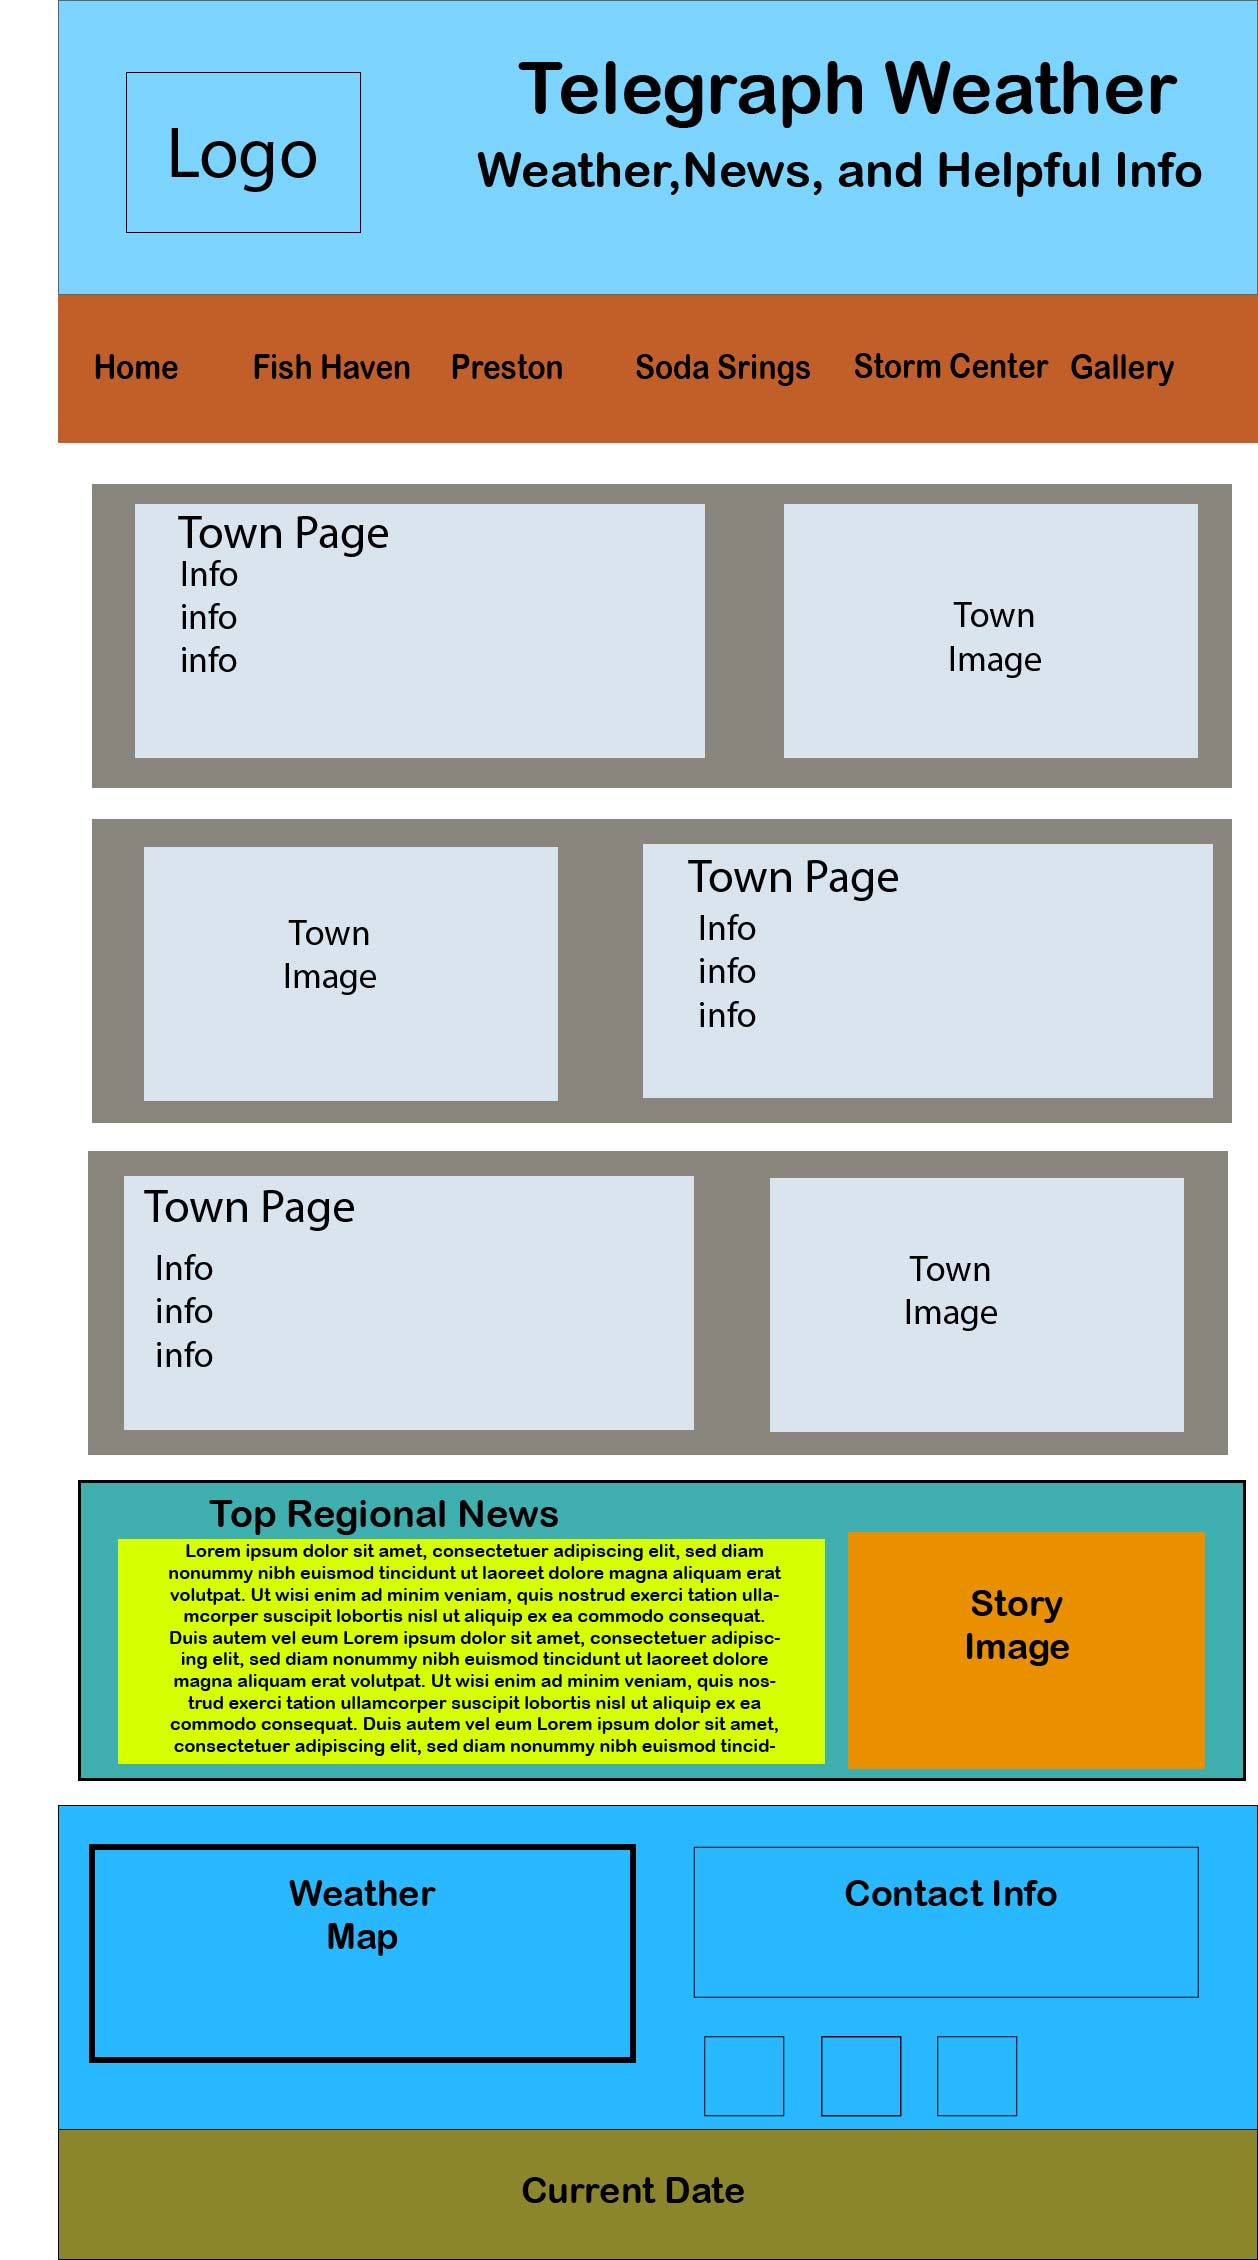 Logo
Telegraph Weather
Weather,News, and Helpful Info
Home Fish Haven Preston Soda Srings Storm Center Gallery
Town Page
Info
info
info
Town
Image
Town
Image
Town Page
Info
info
info
Town Page
Info
info
info
Town
Image
Top Regional News
Lorem ipsum dolor sit amet, consectetuer adipiscing elit, sed diam
nonummy nibh euismod tincidunt ut laoreet dolore magna aliquam erat
volutpat. Ut wisi enim ad minim veniam, quis nostrud exerci tation ulla-
mcorper suscipit lobortis nisl ut aliquip ex ea commodo consequat.
Duis autem vel eum Lorem ipsum dolor sit amet, consectetuer adipisc-
ing elit, sed diam nonummy nibh euismod tincidunt ut laoreet dolore
magna aliquam erat volutpat. Ut wisi enim ad minim veniam, quis nos-
trud exerci tation ullamcorper suscipit lobortis nisl ut aliquip ex ea
commodo consequat. Duis autem vel eum Lorem ipsum dolor sit amet,
consectetuer adipiscing elit, sed diam nonummy nibh euismod tincid-
Story
Image
Weather
Map
Contact Info
Current Date